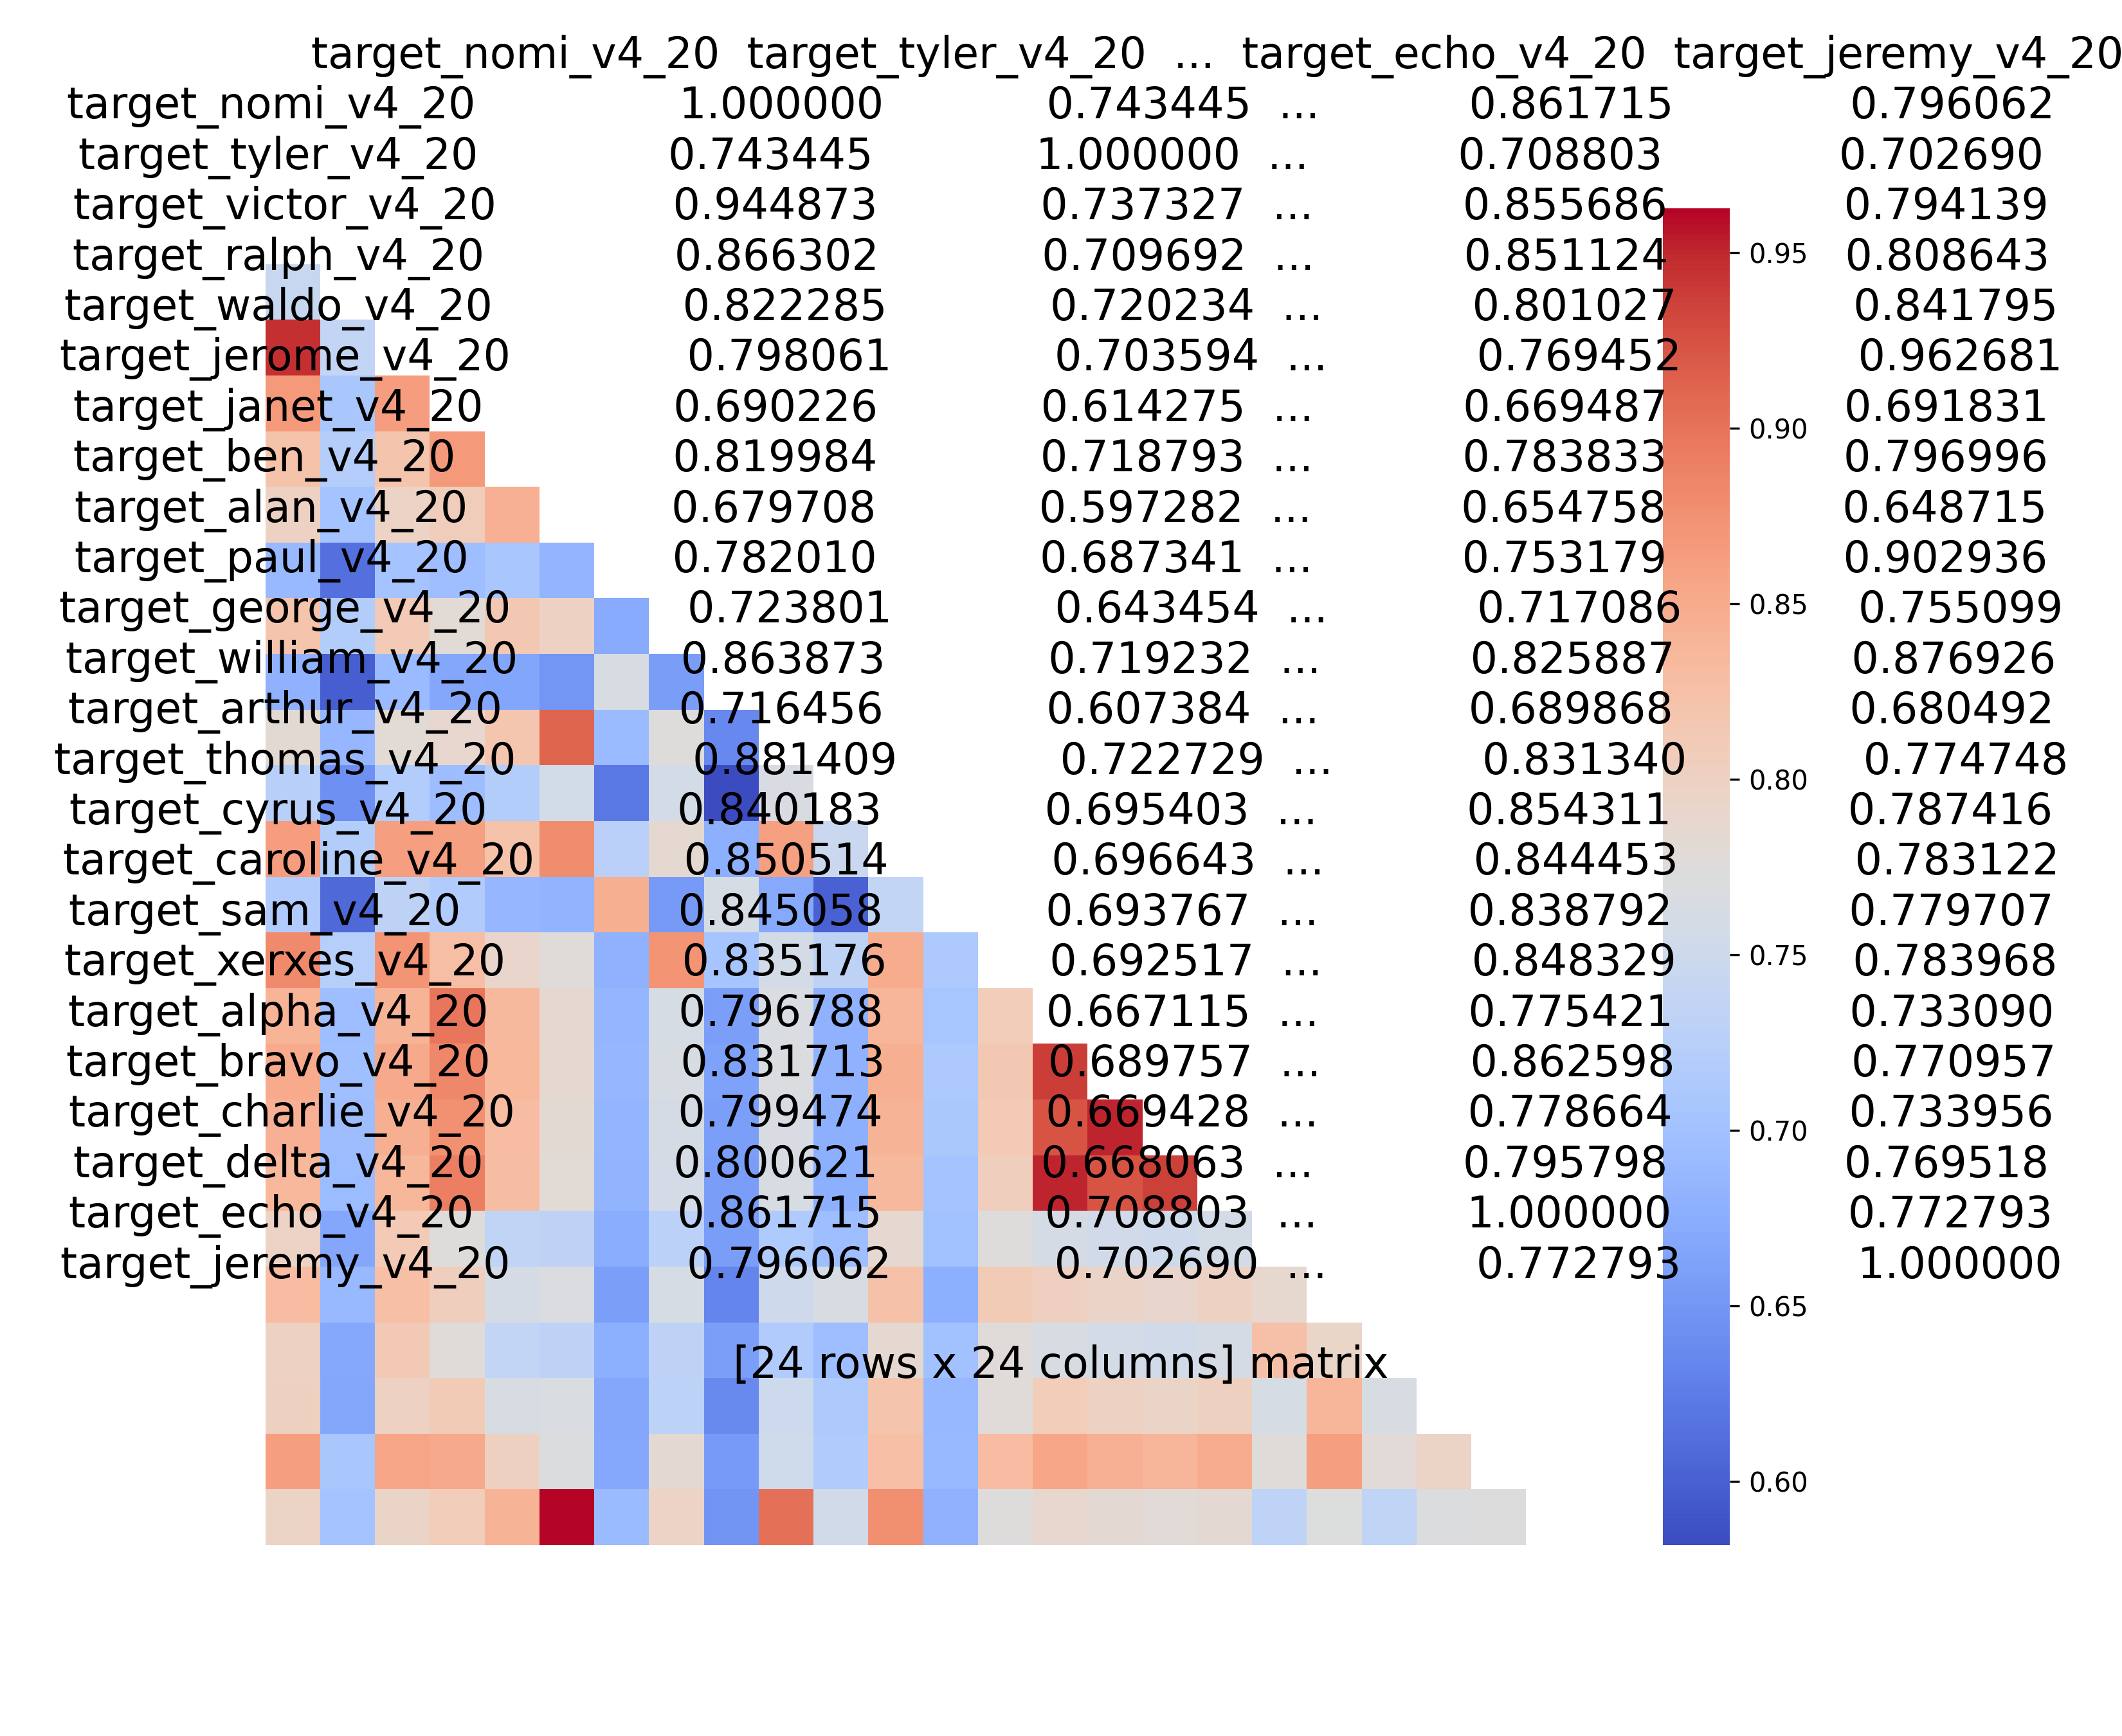 target_nomi_v4_20 target_tyler_v4_20 ... target_echo_v4_20 target_jeremy_v4_20
target_nomi_v4_20 1.000000 0.743445 ... 0.861715 0.796062
target_tyler_v4_20 0.743445 1.000000 ... 0.708803 0.702690
target_victor_v4_20 0.944873 0.737327 ... 0.855686 0.794139
target_ralph_v4_20 0.866302 0.709692 ... 0.851124 0.808643
target_waldo_v4_20 0.822285 0.720234 ... 0.801027 0.841795
target_jerome_v4_20 0.798061 0.703594 ... 0.769452 0.962681
target_janet_v4_20 0.690226 0.614275 ... 0.669487 0.691831
target_ben_v4_20 0.819984 0.718793 ... 0.783833 0.796996
target_alan_v4_20 0.679708 0.597282 ... 0.654758 0.648715
target_paul_v4_20 0.782010 0.687341 ... 0.753179 0.902936
target_george_v4_20 0.723801 0.643454 ... 0.717086 0.755099
target_william_v4_20 0.863873 0.719232 ... 0.825887 0.876926
target_arthur_v4_20 0.716456 0.607384 ... 0.689868 0.680492
target_thomas_v4_20 0.881409 0.722729 ... 0.831340 0.774748
target_cyrus_v4_20 0.840183 0.695403 ... 0.854311 0.787416
target_caroline_v4_20 0.850514 0.696643 ... 0.844453 0.783122
target_sam_v4_20 0.845058 0.693767 ... 0.838792 0.779707
target_xerxes_v4_20 0.835176 0.692517 ... 0.848329 0.783968
target_alpha_v4_20 0.796788 0.667115 ... 0.775421 0.733090
target_bravo_v4_20 0.831713 0.689757 ... 0.862598 0.770957
target_charlie_v4_20 0.799474 0.669428 ... 0.778664 0.733956
target_delta_v4_20 0.800621 0.668063 ... 0.795798 0.769518
target_echo_v4_20 0.861715 0.708803 ... 1.000000 0.772793
target_jeremy_v4_20 0.796062 0.702690 ... 0.772793 1.000000
[24 rows x 24 columns] matrix
0.95
0.90
0.85
0.80
0.75
0.70
0.65
0.60